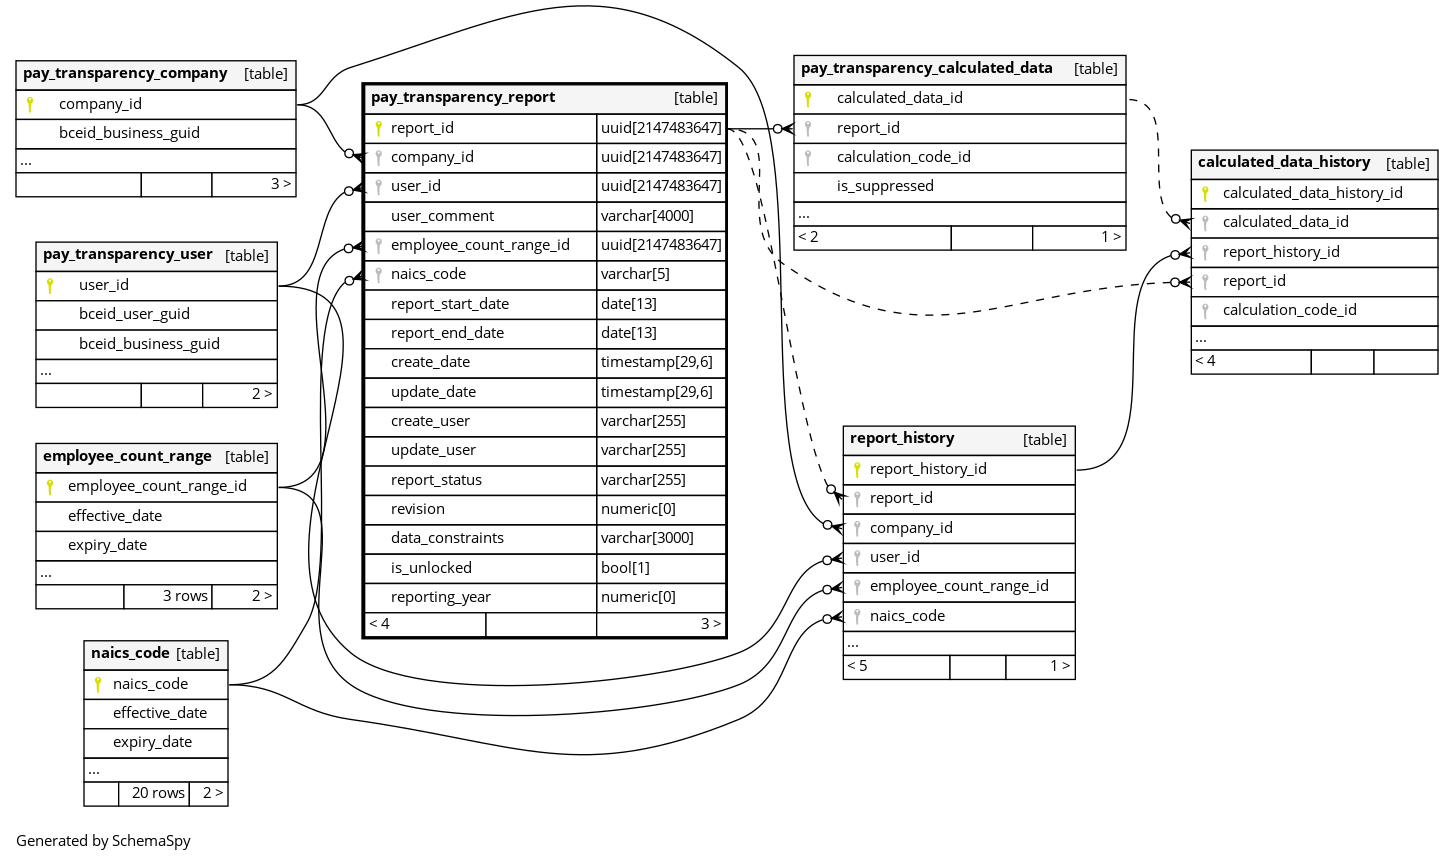 pay_transparency_company [table]
company_id
bceid_business_guid
...
3 >
pay_transparency_user [table]
user_id
bceid_user_guid
bceid_business_guid
...
2 >
employee_count_range [table]
employee_count_range_id
effective_date
expiry_date
...
3 rows 2 >
naics_code [table]
naics_code
effective_date
expiry_date
...
20 rows 2 >
pay_transparency_report [table]
report_id uuid[2147483647]
company_id uuid[2147483647]
user_id uuid[2147483647]
user_comment varchar[4000]
employee_count_range_id uuid[2147483647]
naics_code varchar[5]
report_start_date date[13]
report_end_date date[13]
create_date timestamp[29,6]
update_date timestamp[29,6]
create_user varchar[255]
update_user varchar[255]
report_status varchar[255]
revision numeric[0]
data_constraints varchar[3000]
is_unlocked bool[1]
reporting_year numeric[0]
< 4 3 >
pay_transparency_calculated_data [table]
calculated_data_id
report_id
calculation_code_id
is_suppressed
...
< 2 1 >
report_history [table]
report_history_id
report_id
company_id
user_id
employee_count_range_id
naics_code
...
< 5 1 >
calculated_data_history [table]
calculated_data_history_id
calculated_data_id
report_history_id
report_id
calculation_code_id
...
< 4
Generated by SchemaSpy